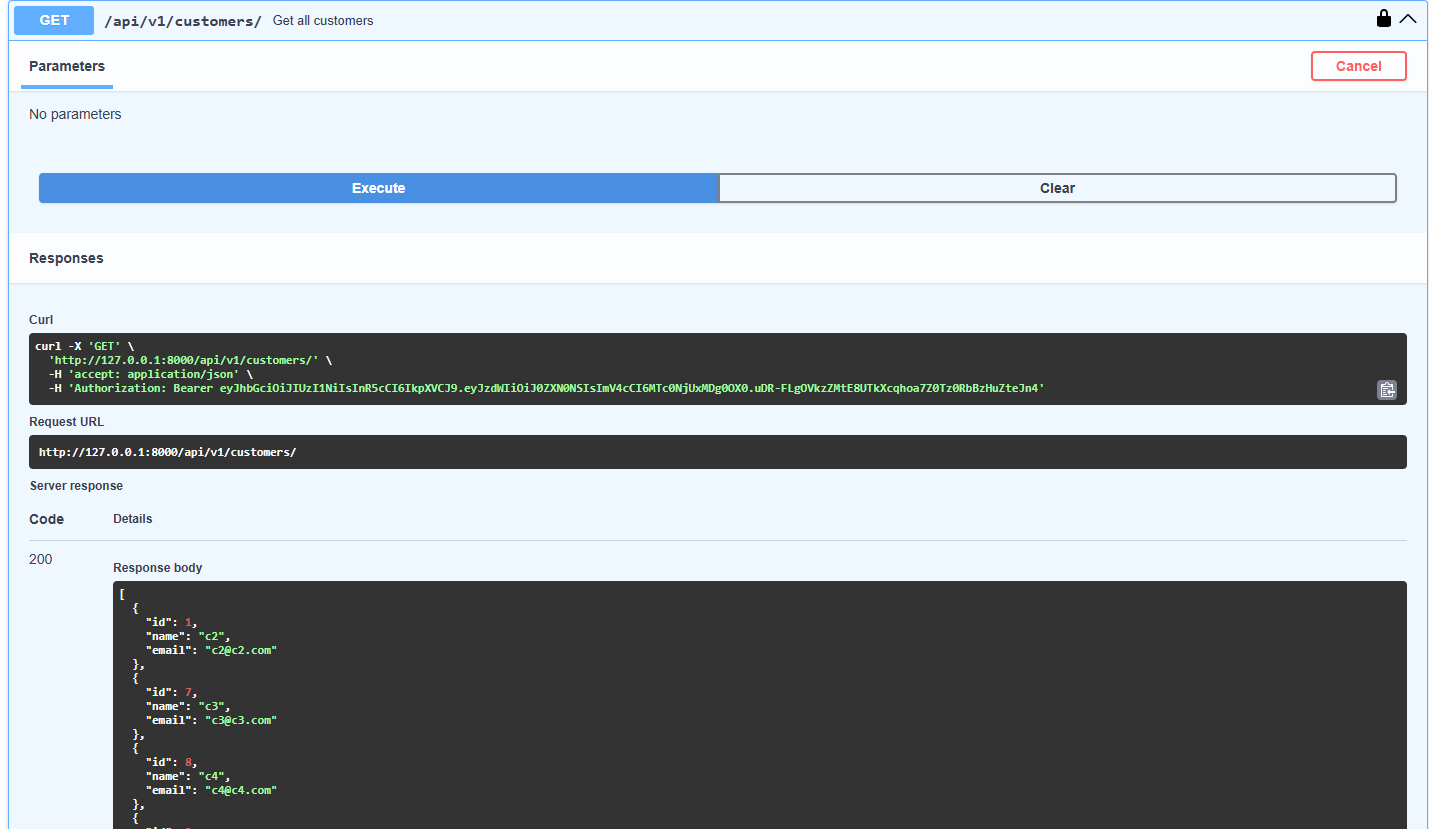 GET /api/v1/customers/ Get all customers
Parameters
Cancel
No parameters
Execute
Clear
Responses
Curl
curl -X 'GET' \
  'http://127.0.0.1:8000/api/v1/customers/' \
  -H 'accept: application/json' \
  -H 'Authorization: Bearer eyJhbGciOiJIUzI1NiIsInR5cCI6IkpXVCJ9.eyJzdWIiOiJ0ZXN0NSIsImV4cCI6MTc0NjUxMDg0OX0.uDR-FLgOVkzZMtE8UTkXcqhoa7Z0Tz0RbBzHuZteJn4'
Request URL
http://127.0.0.1:8000/api/v1/customers/
Server response
Code Details
200
Response body
[
  {
    "id": 1,
    "name": "c2",
    "email": "c2@c2.com"
  },
  {
    "id": 7,
    "name": "c3",
    "email": "c3@c3.com"
  },
  {
    "id": 8,
    "name": "c4",
    "email": "c4@c4.com"
  },
  {